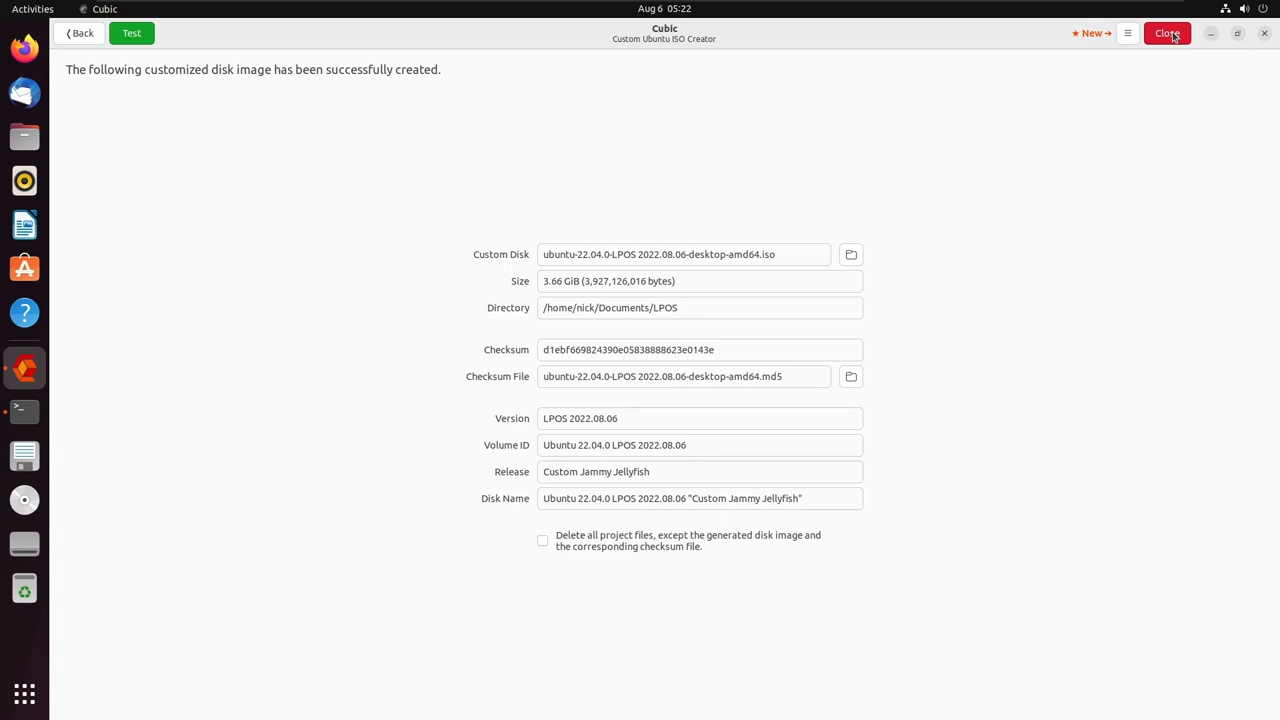 Activities
Cubic
Aug 6 05:22
Back
Test
Cubic
Custom Ubuntu ISO Creator
★ New →
Close
The following customized disk image has been successfully created.
Custom Disk ubuntu-22.04.0-LPOS 2022.08.06-desktop-amd64.iso
Size 3.66 GiB (3,927,126,016 bytes)
Directory /home/nick/Documents/LPOS
Checksum d1ebf669824390e05838888623e0143e
Checksum File ubuntu-22.04.0-LPOS 2022.08.06-desktop-amd64.md5
Version LPOS 2022.08.06
Volume ID Ubuntu 22.04.0 LPOS 2022.08.06
Release Custom Jammy Jellyfish
Disk Name Ubuntu 22.04.0 LPOS 2022.08.06 "Custom Jammy Jellyfish"
Delete all project files, except the generated disk image and
the corresponding checksum file.